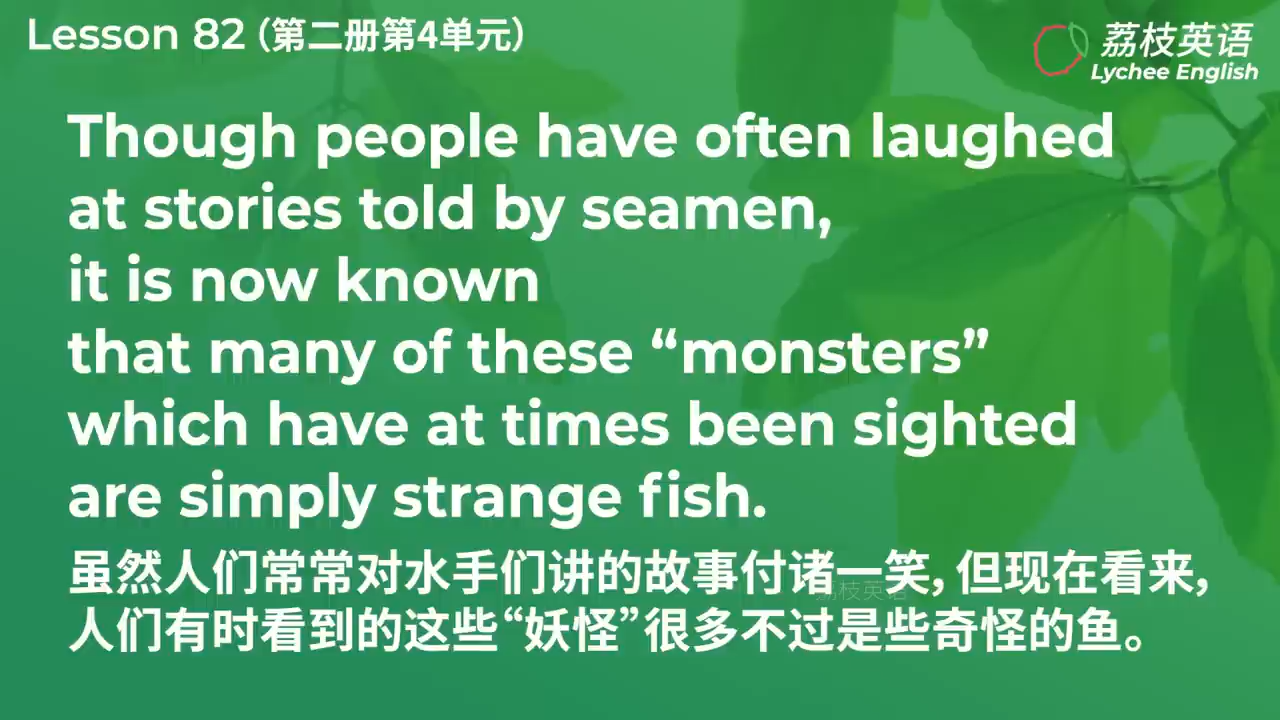 Lesson 82（第二册第4单元）
荔枝英语
Lychee English
Though people have often laughed
at stories told by seamen,
it is now known
that many of these “monsters”
which have at times been sighted
are simply strange fish.
虽然人们常常对水手们讲的故事付诸一笑，但现在看来，
荔枝英语
人们有时看到的这些“妖怪”很多不过是些奇怪的鱼。